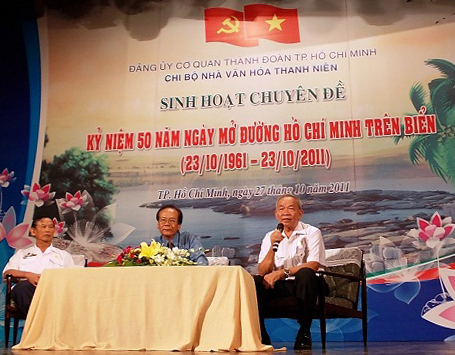 ĐẢNG ỦY CƠ QUAN THÀNH ĐOÀN TP. HỒ CHÍ MINH
CHI BỘ NHÀ VĂN HÓA THANH NIÊN
SINH HOẠT CHUYÊN ĐỀ
KỶ NIỆM 50 NĂM NGÀY MỞ ĐƯỜNG HỒ CHÍ MINH TRÊN BIỂN
(23/10/1961 – 23/10/2011)
TP. Hồ Chí Minh, ngày 27 tháng 10 năm 2011